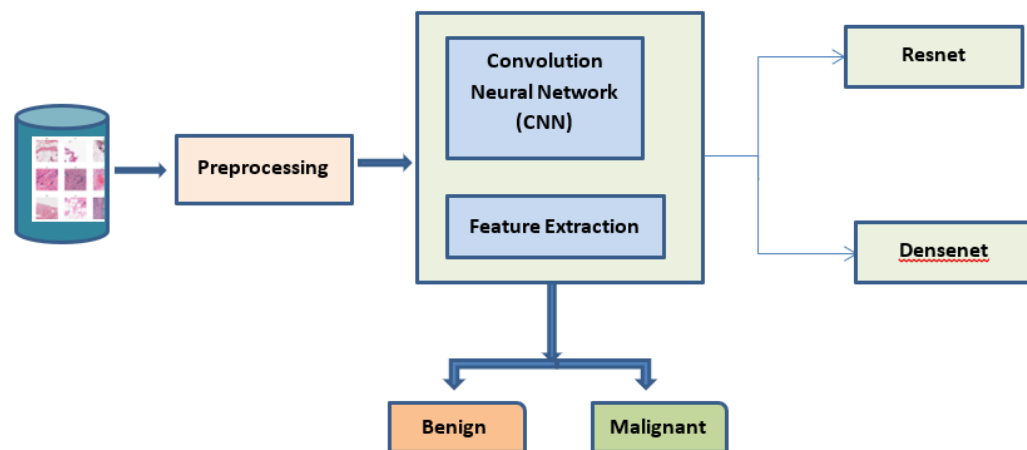 Preprocessing
Convolution
Neural Network
(CNN)
Feature Extraction
Resnet
Densenet
Benign
Malignant